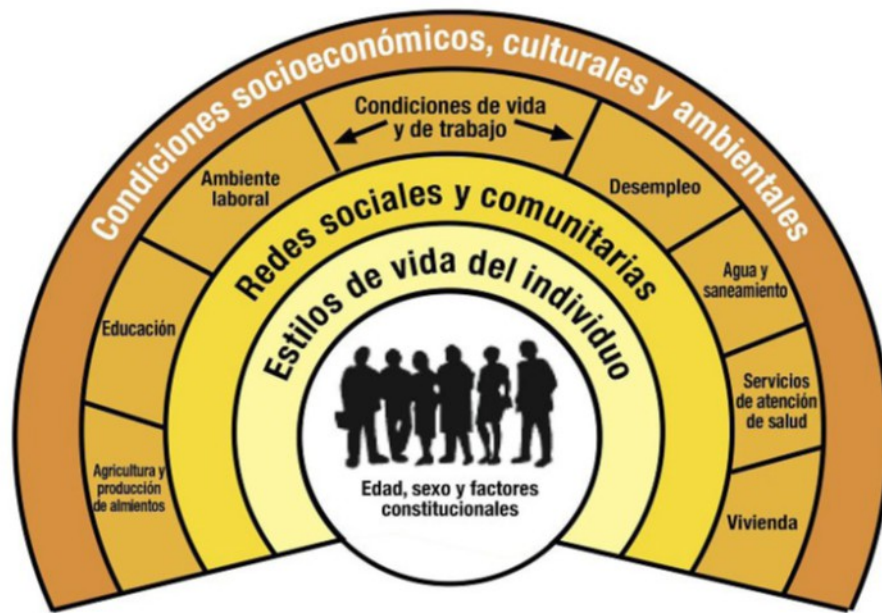 Condiciones socioeconómicos, culturales y ambientales
Condiciones de vida
y de trabajo
Ambiente
laboral
Desempleo
Redes sociales y comunitarias
Agua y
saneamiento
Educación
Estilos de vida del individuo
Servicios
de atención
de salud
Agricultura y
producción
de almientos
Edad, sexo y factores
constitucionales
Vivienda